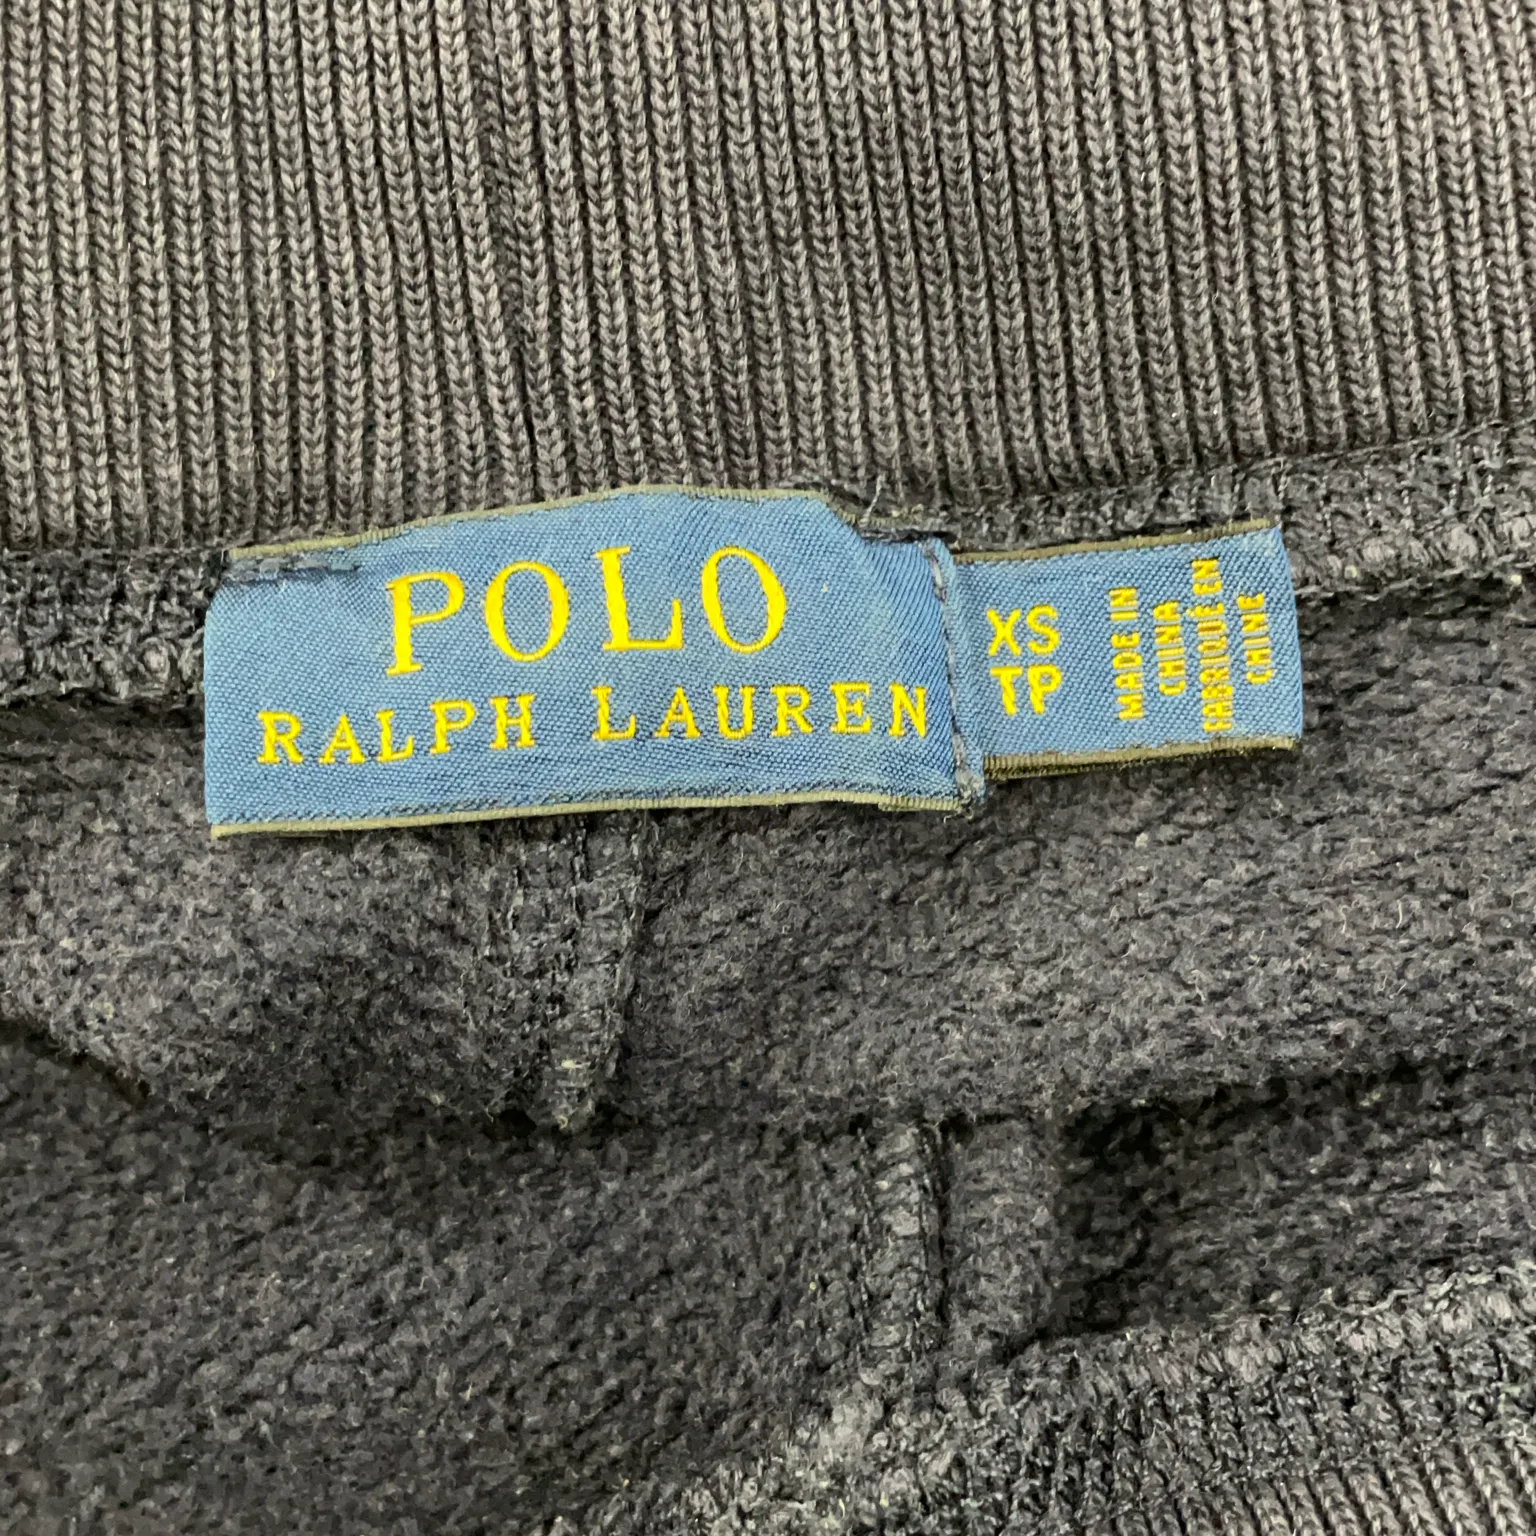 POLO
RALPH LAUREN
XS
TP
MADE IN
CHINA
FABRIQUÉ EN
CHINE